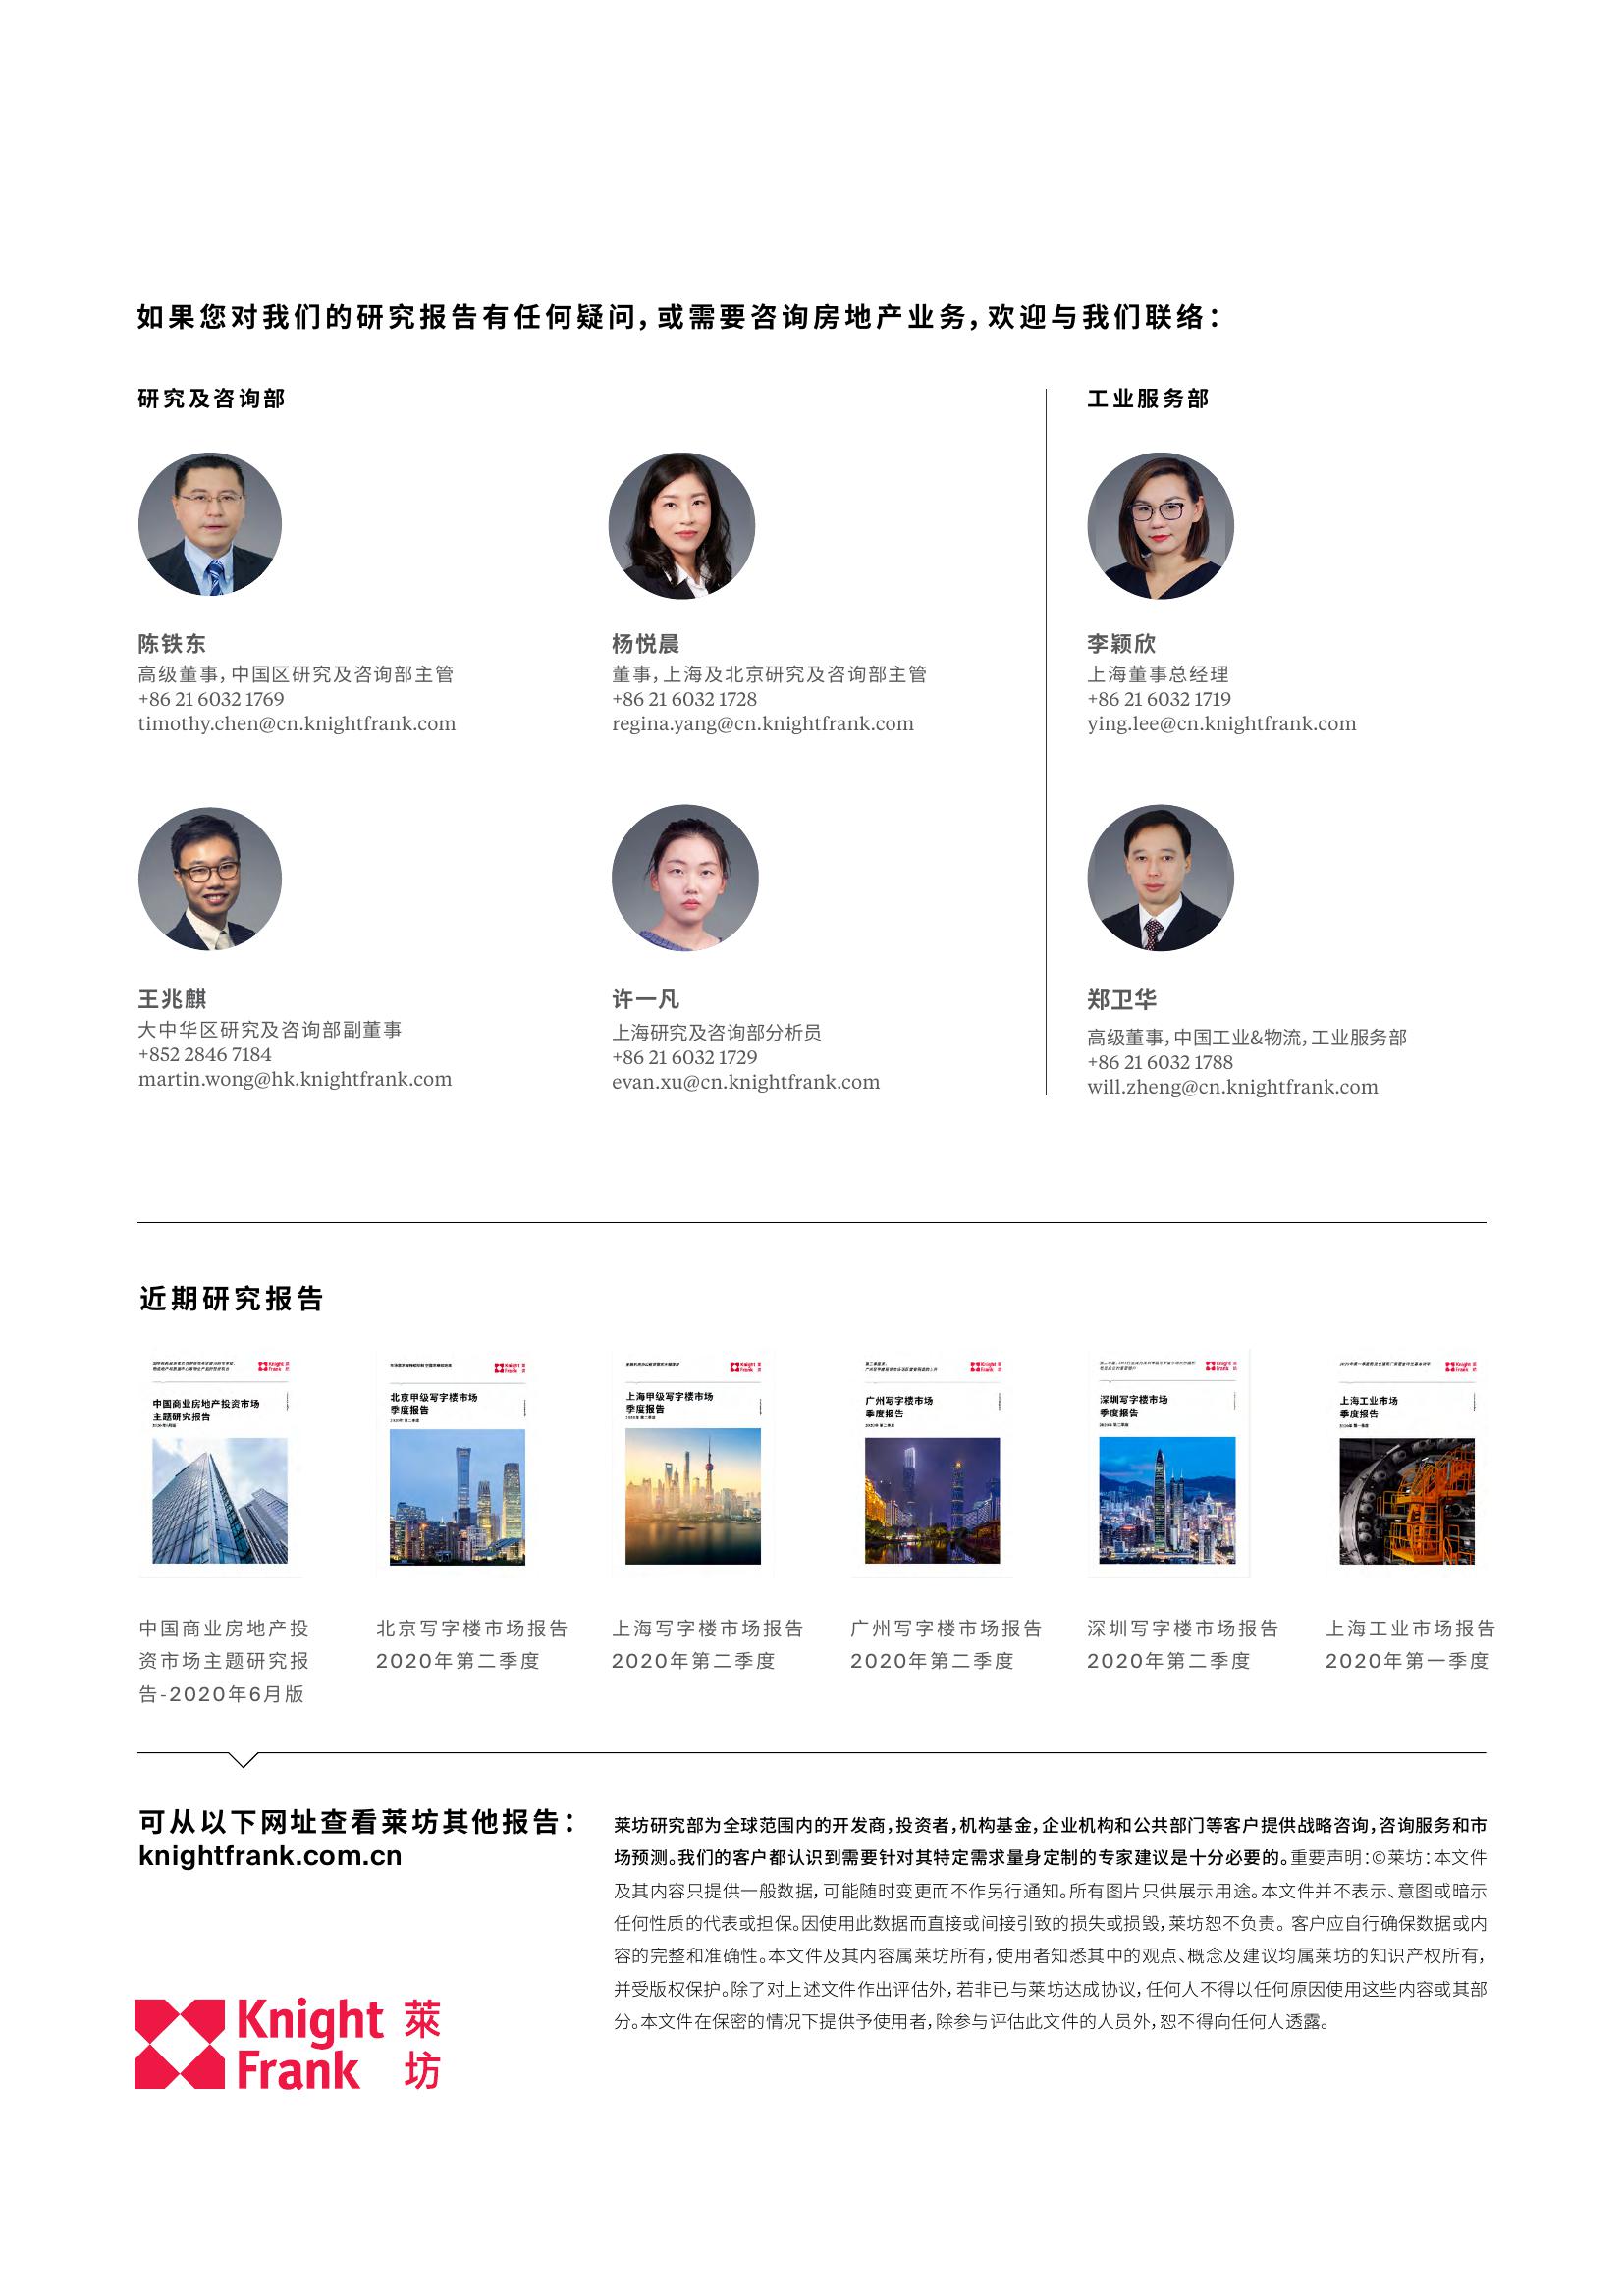 如果您对我们的研究报告有任何疑问，或需要咨询房地产业务，欢迎与我们联络：
研究及咨询部
陈铁东
高级董事，中国区研究及咨询部主管
+86 21 6032 1769
timothy.chen@cn.knightfrank.com
杨悦晨
董事，上海及北京研究及咨询部主管
+86 21 6032 1728
regina.yang@cn.knightfrank.com
王兆麒
大中华区研究及咨询部副董事
+852 2846 7184
martin.wong@hk.knightfrank.com
许一凡
上海研究及咨询部分析员
+86 21 6032 1729
evan.xu@cn.knightfrank.com
工业服务部
李颖欣
上海董事总经理
+86 21 6032 1719
ying.lee@cn.knightfrank.com
郑卫华
高级董事，中国工业&物流，工业服务部
+86 21 6032 1788
will.zheng@cn.knightfrank.com
近期研究报告
Knight Frank 莱坊
中国商业房地产投资市场
主题研究报告
中国商业房地产投
资市场主题研究报
告-2020年6月版
北京甲级写字楼市场
季度报告
北京写字楼市场报告
2020年第二季度
上海甲级写字楼市场
季度报告
上海写字楼市场报告
2020年第二季度
广州写字楼市场
季度报告
广州写字楼市场报告
2020年第二季度
深圳写字楼市场
季度报告
深圳写字楼市场报告
2020年第二季度
上海工业市场
季度报告
上海工业市场报告
2020年第一季度
可从以下网址查看莱坊其他报告：
knightfrank.com.cn
莱坊研究部为全球范围内的开发商，投资者，机构基金，企业机构和公共部门等客户提供战略咨询，咨询服务和市
场预测。我们的客户都认识到需要针对其特定需求量身定制的专家建议是十分必要的。重要声明：©莱坊：本文件
及其内容只提供一般数据，可能随时变更而不作另行通知。所有图片只供展示用途。本文件并不表示、意图或暗示
任何性质的代表或担保。因使用此数据而直接或间接引致的损失或损毁，莱坊恕不负责。客户应自行确保数据或内
容的完整和准确性。本文件及其内容属莱坊所有，使用者知悉其中的观点、概念及建议均属莱坊的知识产权所有，
并受版权保护。除了对上述文件作出评估外，若非已与莱坊达成协议，任何人不得以任何原因使用这些内容或其部
分。本文件在保密的情况下提供予使用者，除参与评估此文件的人员外，恕不得向任何人透露。
Knight 萊
Frank 坊